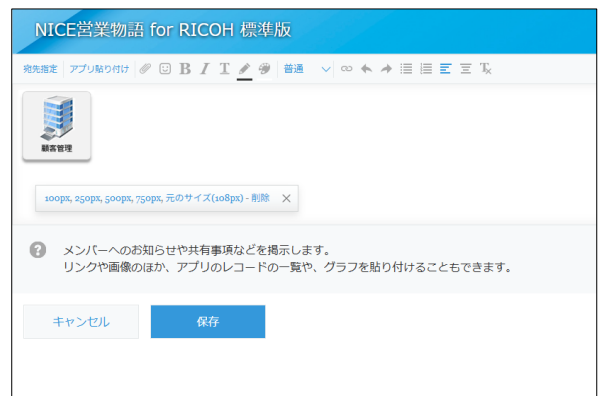 NICE営業物語 for RICOH 標準版
宛先指定 アプリ貼り付け B I T 普通 Tx
顧客管理
100px, 250px, 500px, 750px, 元のサイズ(108px) - 削除 ×
? メンバーへのお知らせや共有事項などを掲示します。
リンクや画像のほか、アプリのレコードの一覧や、グラフを貼り付けることもできます。
キャンセル 保存